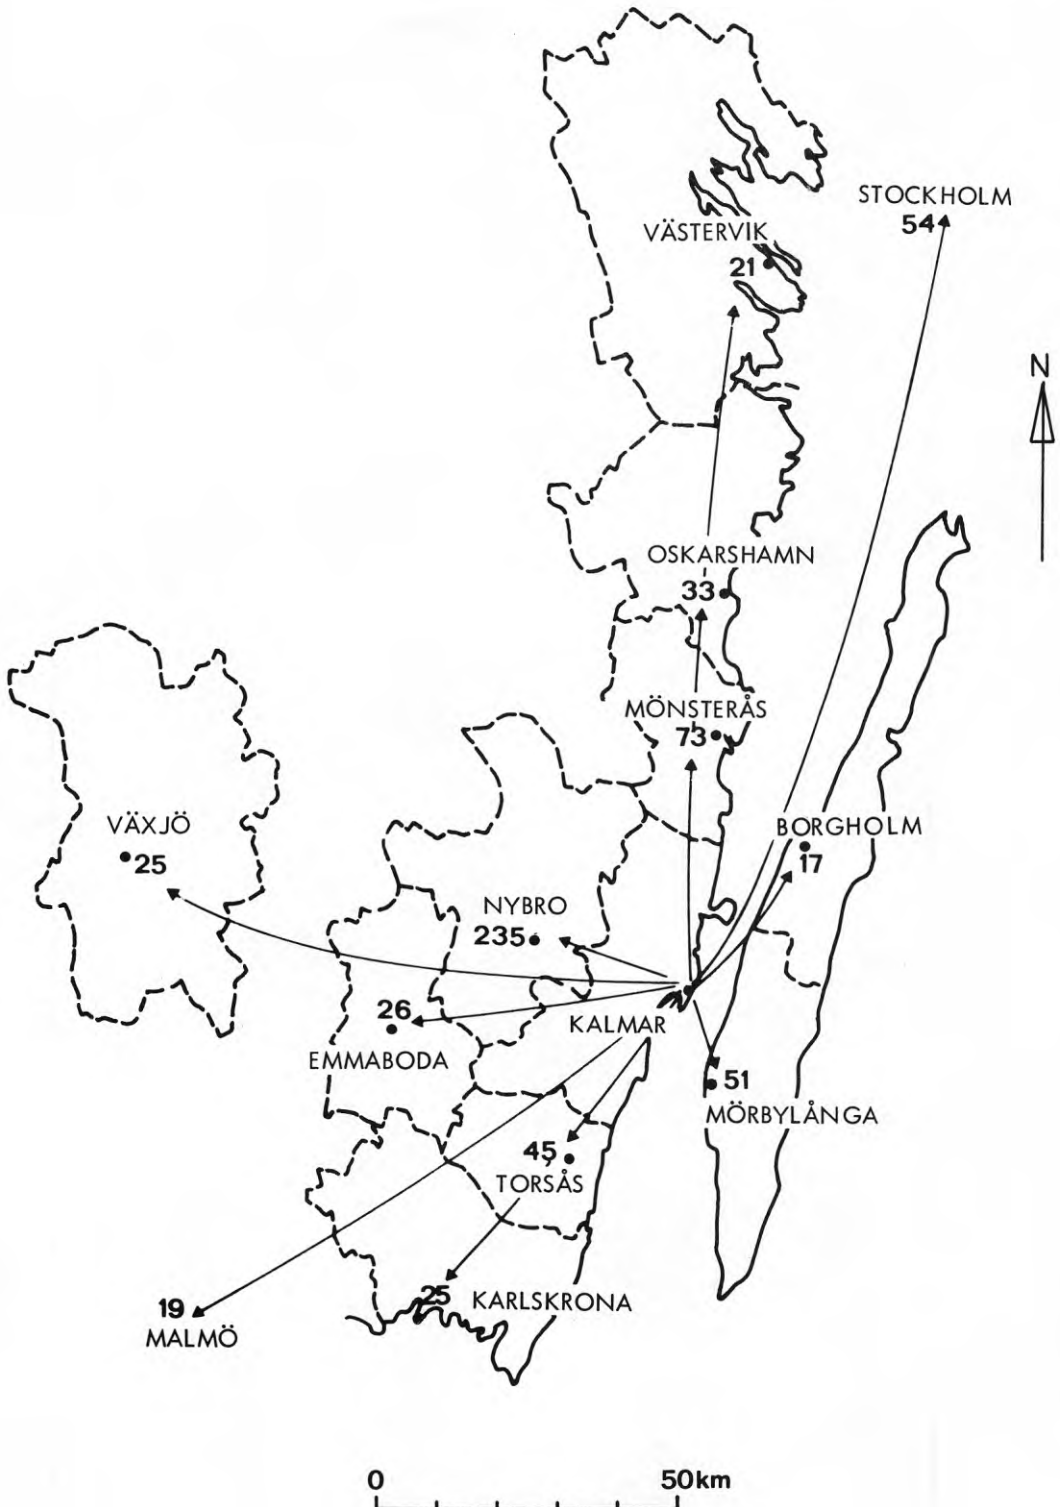 STOCKHOLM
54
VÄSTERVIK
21
N
OSKARSHAMN
33
MÖNSTERÅS
73
VÄXJÖ
25
BORGHOLM
17
NYBRO
235
26
EMMABODA
KALMAR
51
MÖRBYLÅNGA
45
TORSÅS
25 KARLSKRONA
19
MALMÖ
0 50km